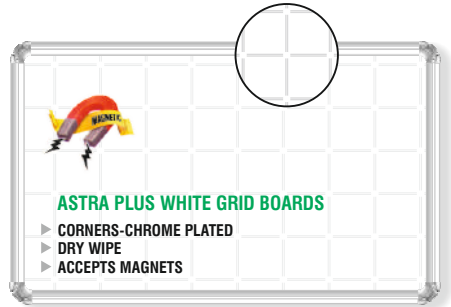 MAGNETIC
ASTRA PLUS WHITE GRID BOARDS
CORNERS-CHROME PLATED
DRY WIPE
ACCEPTS MAGNETS